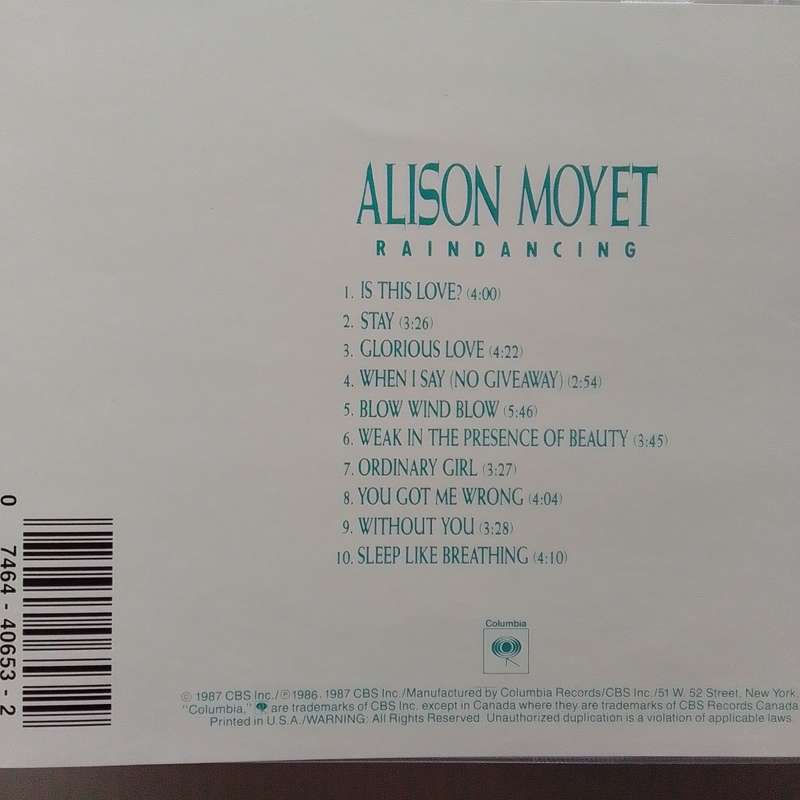 ALISON MOYET
RAINDANCING
1. IS THIS LOVE? (4:00)
2. STAY (3:26)
3. GLORIOUS LOVE (4:22)
4. WHEN I SAY (NO GIVEAWAY) (2:54)
5. BLOW WIND BLOW (5:46)
6. WEAK IN THE PRESENCE OF BEAUTY (3:45)
7. ORDINARY GIRL (3:27)
8. YOU GOT ME WRONG (4:04)
9. WITHOUT YOU (3:28)
10. SLEEP LIKE BREATHING (4:10)
0 7464-40653-2
Columbia
© 1987 CBS Inc./℗ 1986, 1987 CBS Inc./Manufactured by Columbia Records/CBS Inc./51 W. 52 Street, New York,
"Columbia," are trademarks of CBS Inc. except in Canada where they are trademarks of CBS Records Canada
Printed in U.S.A./WARNING: All Rights Reserved. Unauthorized duplication is a violation of applicable laws.